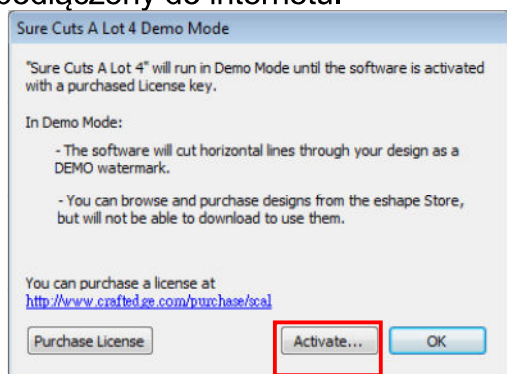 podłączony do internetu.
Sure Cuts A Lot 4 Demo Mode
"Sure Cuts A Lot 4" will run in Demo Mode until the software is activated
with a purchased License key.
In Demo Mode:
- The software will cut horizontal lines through your design as a
DEMO watermark.
- You can browse and purchase designs from the eshape Store,
but will not be able to download to use them.
You can purchase a license at
http://www.craftedge.com/purchase/scal
Purchase License
Activate...
OK